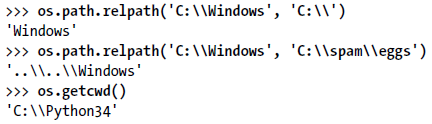 >>> os.path.relpath('C:\\Windows', 'C:\\')
'Windows'
>>> os.path.relpath('C:\\Windows', 'C:\\spam\\eggs')
'..\\..\\Windows'
>>> os.getcwd()
'C:\\Python34'